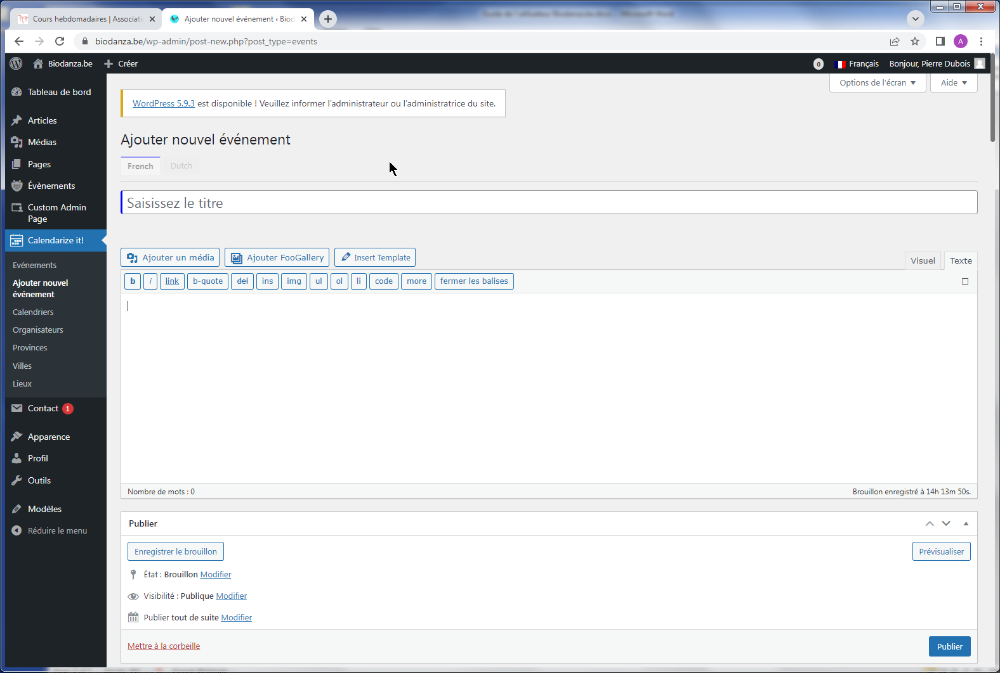 Cours hebdomadaires | Associati
Ajouter nouvel événement ‹ Biod
biodanza.be/wp-admin/post-new.php?post_type=events
A
Biodanza.be
Créer
0
Français
Bonjour, Pierre Dubois
Options de l'écran
Aide
Tableau de bord
Articles
Médias
Pages
Évènements
Custom Admin
Page
Calendarize it!
Evénements
Ajouter nouvel
événement
Calendriers
Organisateurs
Provinces
Villes
Lieux
Contact 1
Apparence
Profil
Outils
Modèles
Réduire le menu
WordPress 5.9.3 est disponible ! Veuillez informer l'administrateur ou l'administratrice du site.
Ajouter nouvel événement
French Dutch
Saisissez le titre
Ajouter un média
Ajouter FooGallery
Insert Template
Visuel
Texte
b i link b-quote del ins img ul ol li code more fermer les balises
Nombre de mots : 0
Brouillon enregistré à 14h 13m 50s.
Publier
Enregistrer le brouillon
Prévisualiser
État : Brouillon Modifier
Visibilité : Publique Modifier
Publier tout de suite Modifier
Mettre à la corbeille
Publier